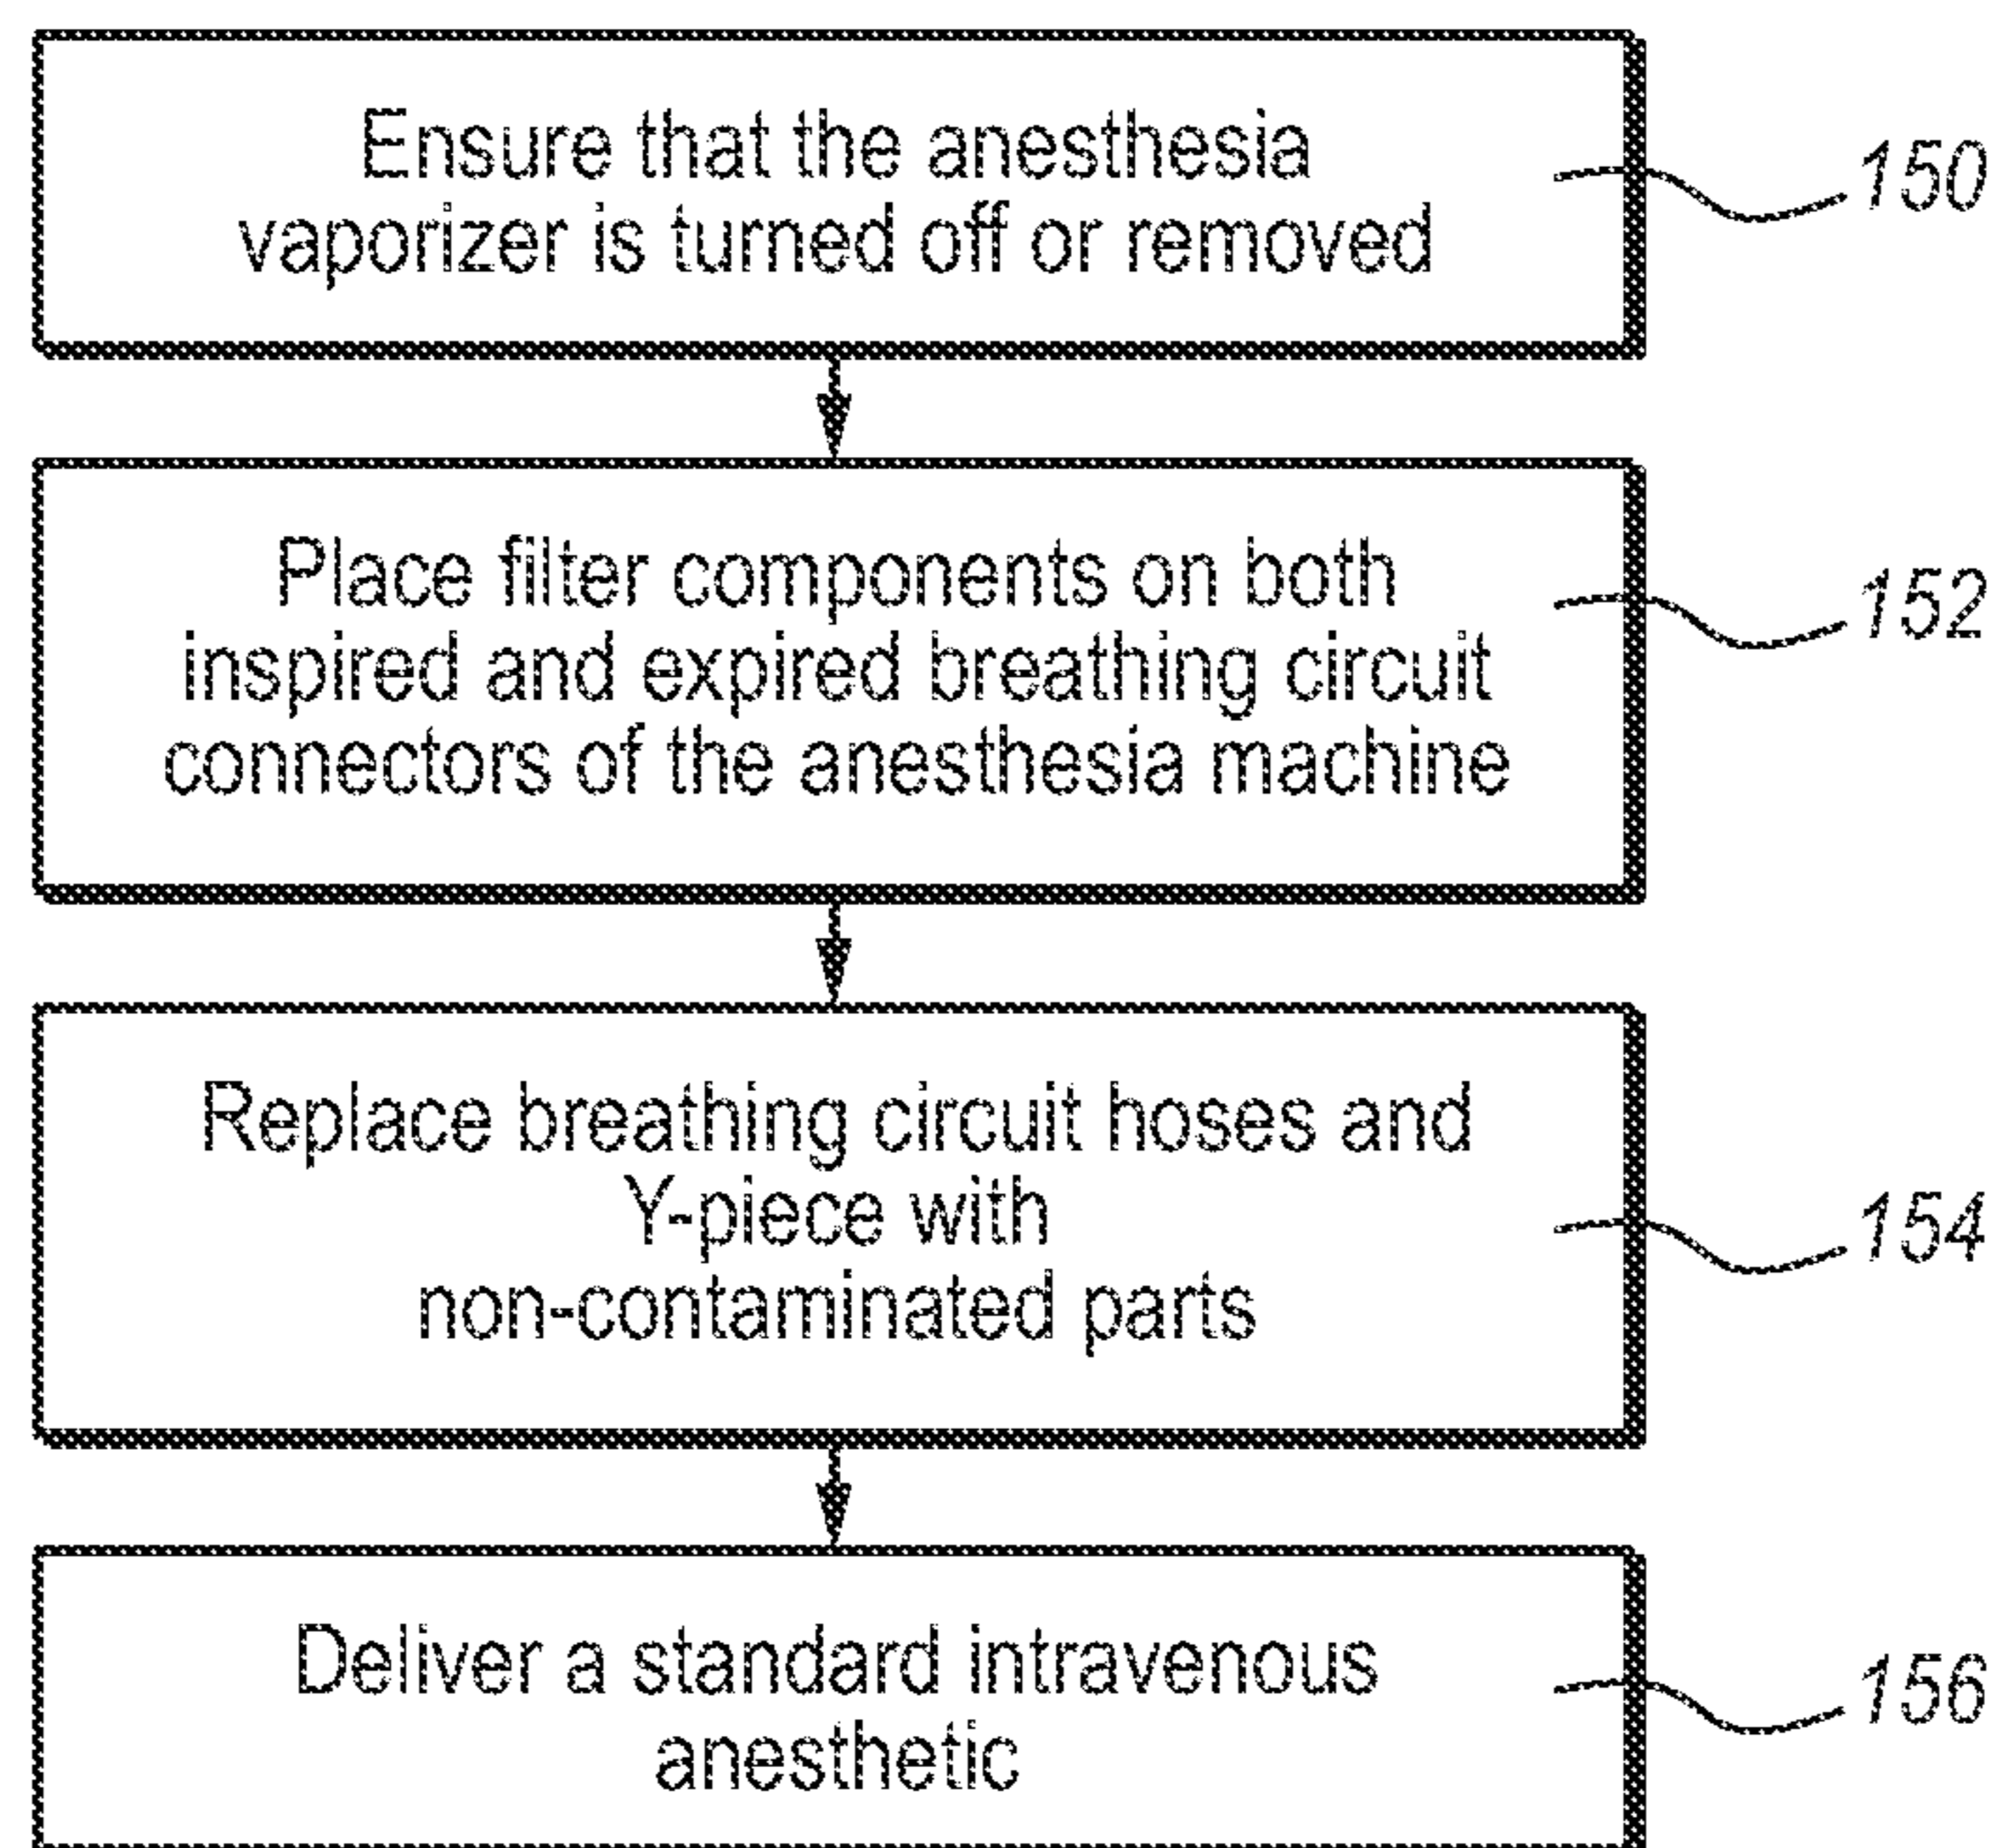 Ensure that the anesthesia
vaporizer is turned off or removed
150
Place filter components on both
inspired and expired breathing circuit
connectors of the anesthesia machine
152
Replace breathing circuit hoses and
Y-piece with
non-contaminated parts
154
Deliver a standard intravenous
anesthetic
156